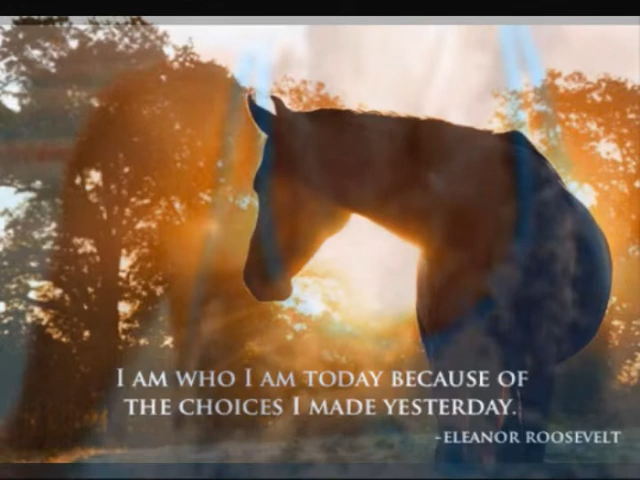 I AM WHO I AM TODAY BECAUSE OF
THE CHOICES I MADE YESTERDAY.
-ELEANOR ROOSEVELT